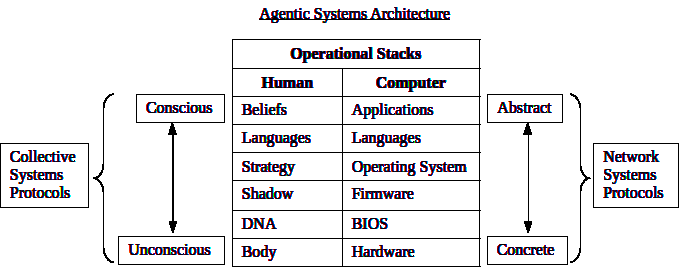 Agentic Systems Architecture
Operational Stacks
Human Computer
Conscious Beliefs Applications Abstract
Languages Languages
Collective Strategy Operating System Network
Systems Systems
Protocols Shadow Firmware Protocols
DNA BIOS
Unconscious Body Hardware Concrete